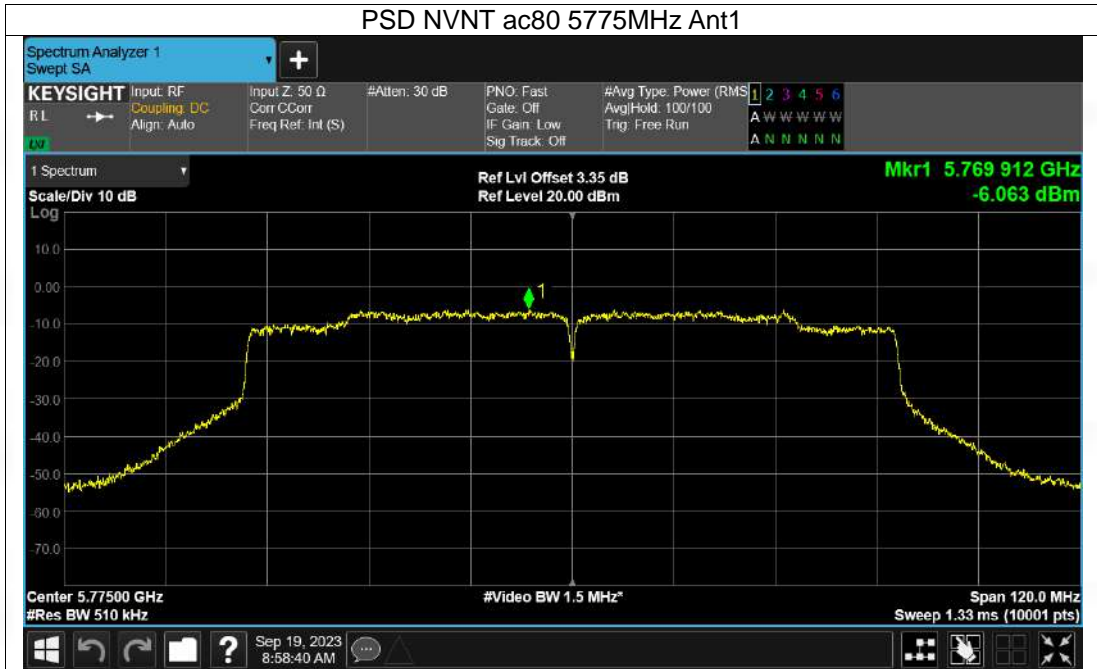 PSD NVNT ac80 5775MHz Ant1
Spectrum Analyzer 1
Swept SA
+
KEYSIGHT Input: RF Input Z: 50 Ω #Atten: 30 dB PNO: Fast #Avg Type: Power (RMS 1 2 3 4 5 6
RL Coupling: DC Corr CCorr Gate: Off Avg|Hold: 100/100 A W W W W W
Align: Auto Freq Ref: Int (S) IF Gain: Low Trig: Free Run
LXI Sig Track: Off A N N N N N
1 Spectrum Ref Lvl Offset 3.35 dB Mkr1 5.769 912 GHz
Scale/Div 10 dB Ref Level 20.00 dBm -6.063 dBm
Log
10.0
0.00
1
-10.0
-20.0
-30.0
-40.0
-50.0
-60.0
-70.0
Center 5.77500 GHz #Video BW 1.5 MHz* Span 120.0 MHz
#Res BW 510 kHz Sweep 1.33 ms (10001 pts)
? Sep 19, 2023
8:58:40 AM